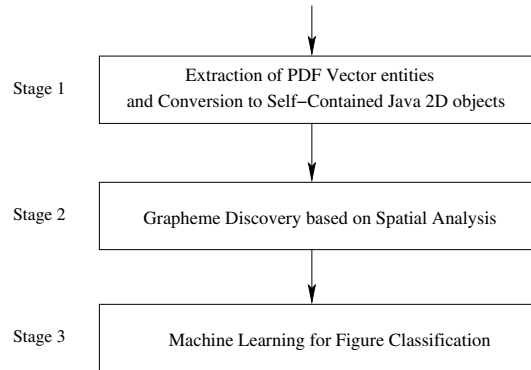 Stage 1
Extraction of PDF Vector entities
and Conversion to Self−Contained Java 2D objects
Stage 2
Grapheme Discovery based on Spatial Analysis
Stage 3
Machine Learning for Figure Classification